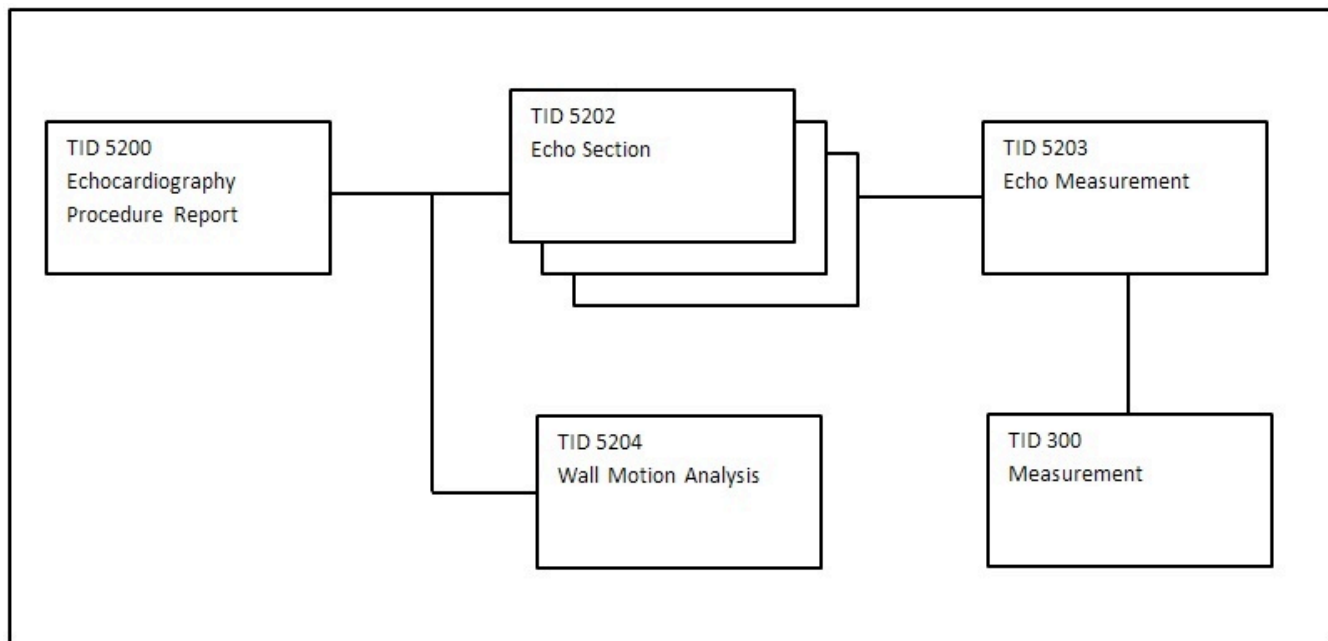 TID 5200
Echocardiography
Procedure Report
TID 5202
Echo Section
TID 5203
Echo Measurement
TID 5204
Wall Motion Analysis
TID 300
Measurement